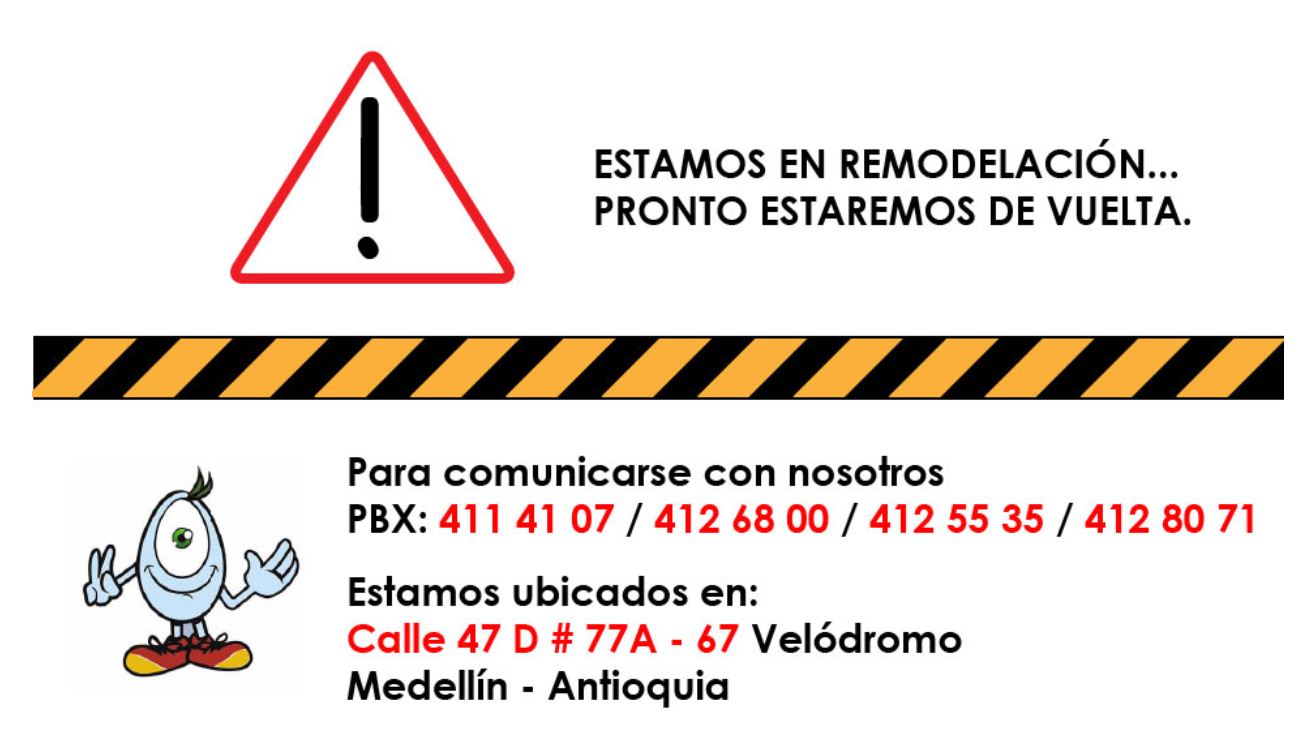 ESTAMOS EN REMODELACIÓN...
PRONTO ESTAREMOS DE VUELTA.
Para comunicarse con nosotros
PBX: 411 41 07 / 412 68 00 / 412 55 35 / 412 80 71
Estamos ubicados en:
Calle 47 D # 77A - 67 Velódromo
Medellín - Antioquia